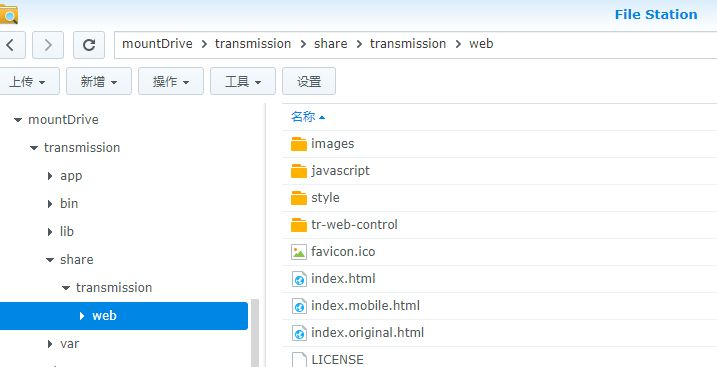 File Station
mountDrive > transmission > share > transmission > web
上传 新增 操作 工具 设置
mountDrive
transmission
app
bin
lib
share
transmission
web
var
名称
images
javascript
style
tr-web-control
favicon.ico
index.html
index.mobile.html
index.original.html
LICENSE